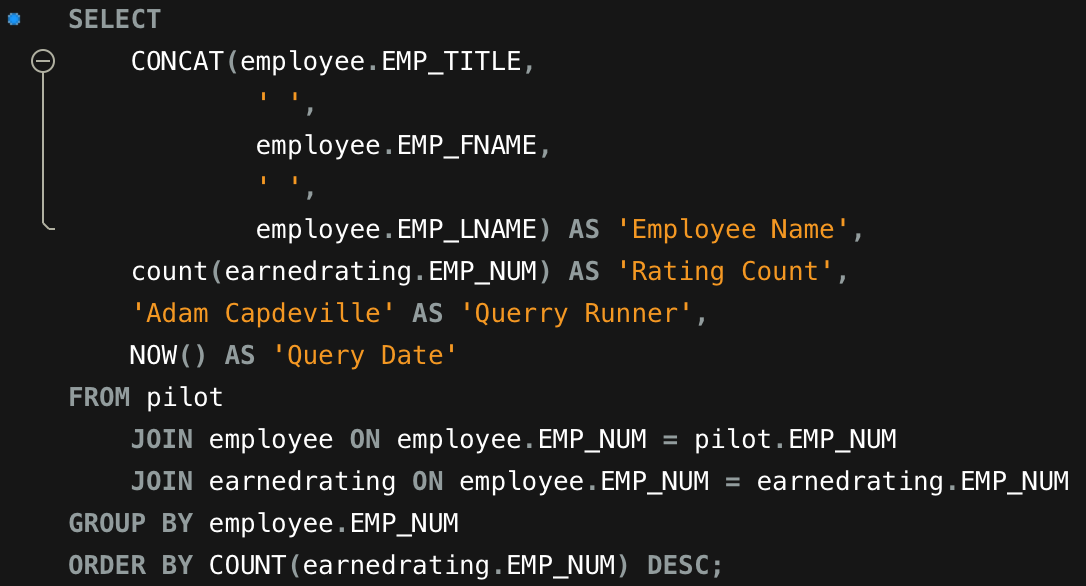 SELECT
CONCAT(employee.EMP_TITLE,
' ',
employee.EMP_FNAME,
' ',
employee.EMP_LNAME) AS 'Employee Name',
count(earnedrating.EMP_NUM) AS 'Rating Count',
'Adam Capdeville' AS 'Querry Runner',
NOW() AS 'Query Date'
FROM pilot
JOIN employee ON employee.EMP_NUM = pilot.EMP_NUM
JOIN earnedrating ON employee.EMP_NUM = earnedrating.EMP_NUM
GROUP BY employee.EMP_NUM
ORDER BY COUNT(earnedrating.EMP_NUM) DESC;